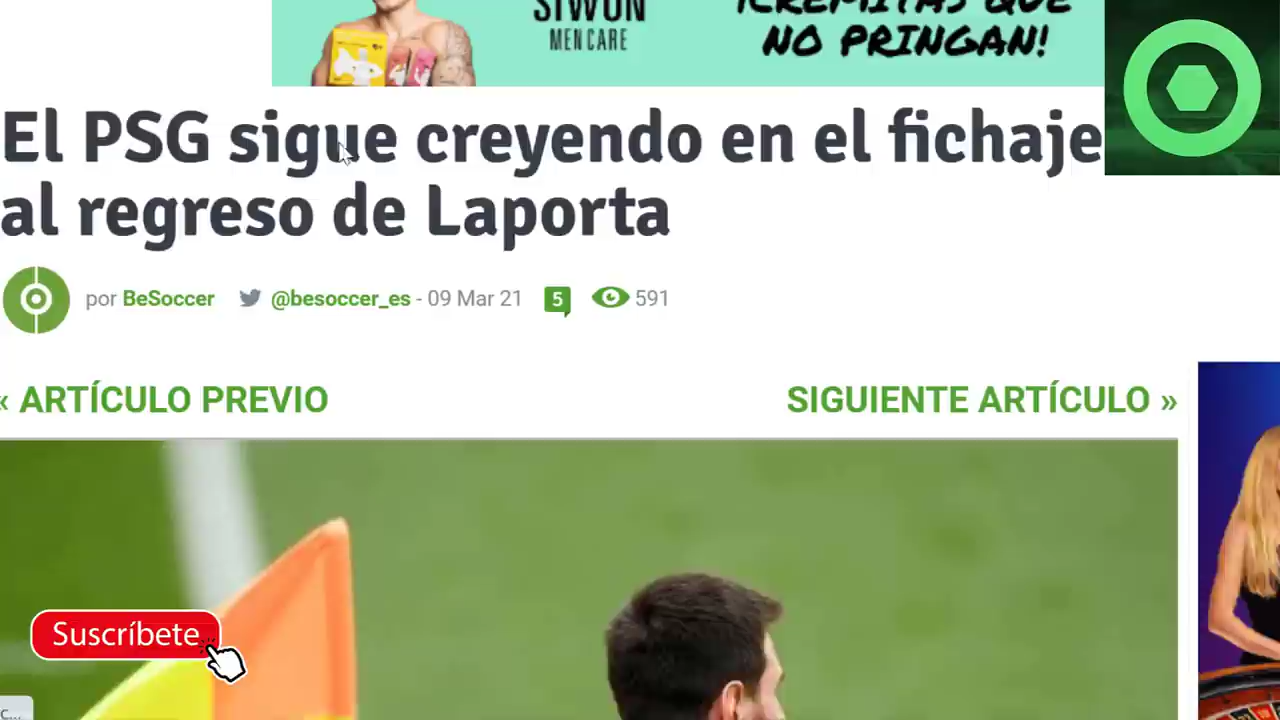 SIWON
MEN CARE
¡CREMITAS QUE
NO PRINGAN!
El PSG sigue creyendo en el fichaje
al regreso de Laporta
por BeSoccer @besoccer_es - 09 Mar 21 5 591
« ARTÍCULO PREVIO SIGUIENTE ARTÍCULO »
Suscríbete